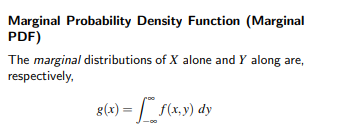 Marginal Probability Density Function (Marginal
PDF)
The marginal distributions of X alone and Y along are,
respectively,
g(x) = ∫_{-∞}^{∞} f(x,y) dy